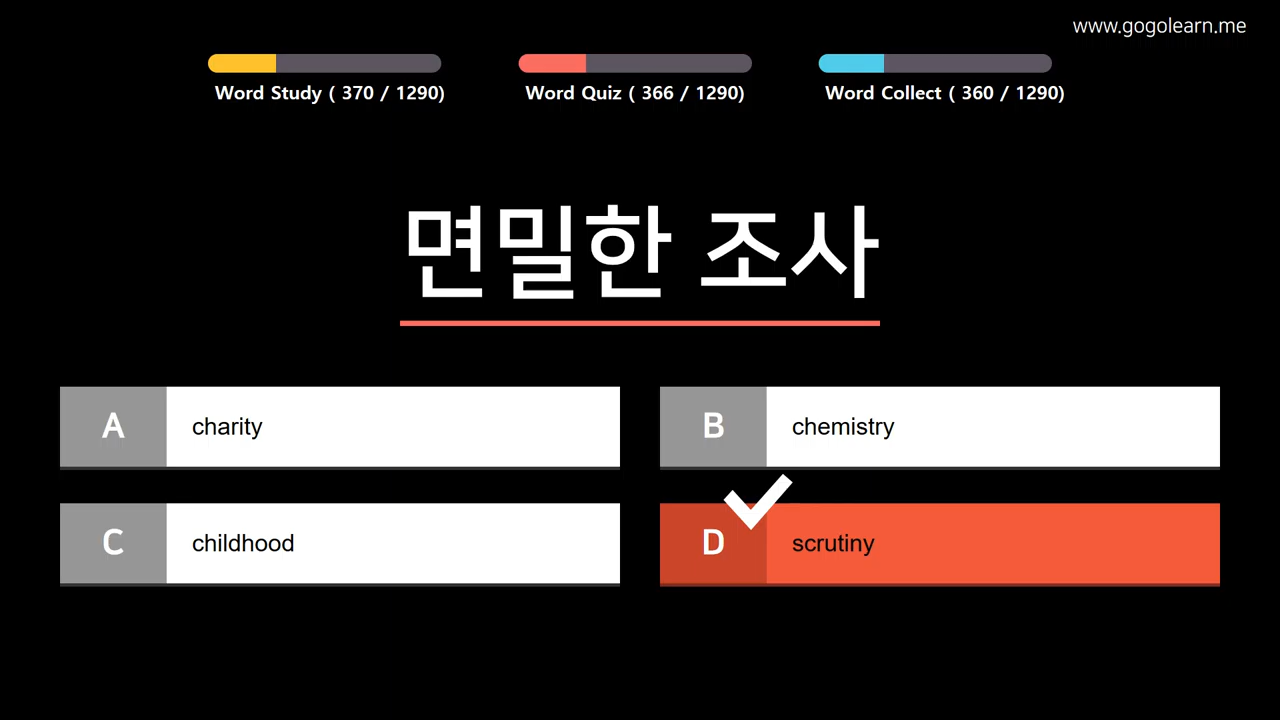 www.gogolearn.me
Word Study ( 370 / 1290)
Word Quiz ( 366 / 1290)
Word Collect ( 360 / 1290)
면밀한 조사
A charity
B chemistry
C childhood
D scrutiny